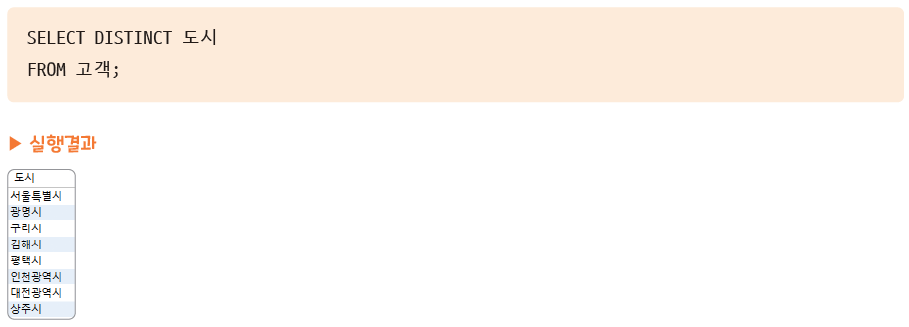 SELECT DISTINCT 도시
FROM 고객;
▶ 실행결과
도시
서울특별시
광명시
구리시
김해시
평택시
인천광역시
대전광역시
상주시